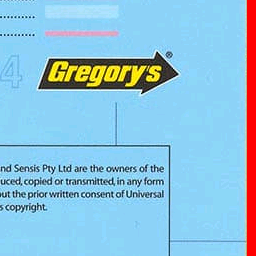 4
Gregory's®
nd Sensis Pty Ltd are the owners of the
uced, copied or transmitted, in any form
out the prior written consent of Universal
s copyright.